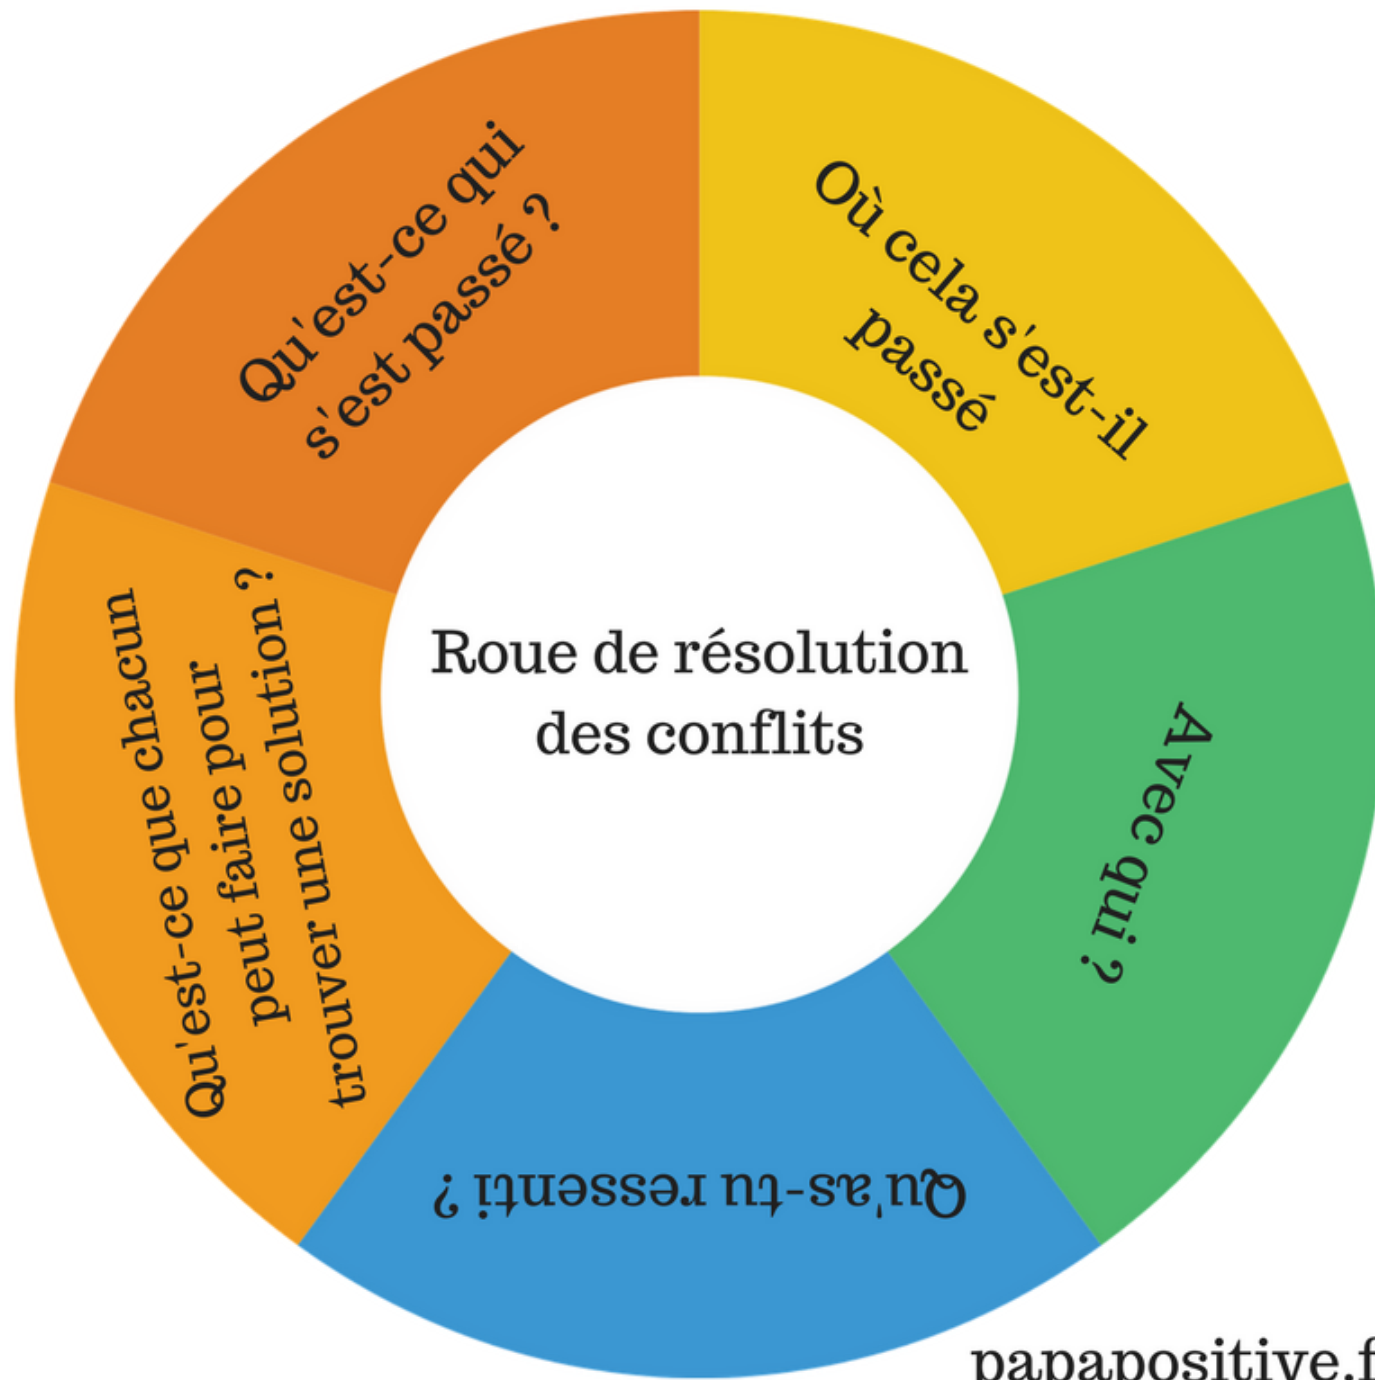 Qu'est-ce qui
s'est passé ?
Où cela s'est-il
passé
Avec qui ?
Qu'as-tu ressenti ?
Qu'est-ce que chacun
peut faire pour
trouver une solution ?
Roue de résolution
des conflits
papapositive.f